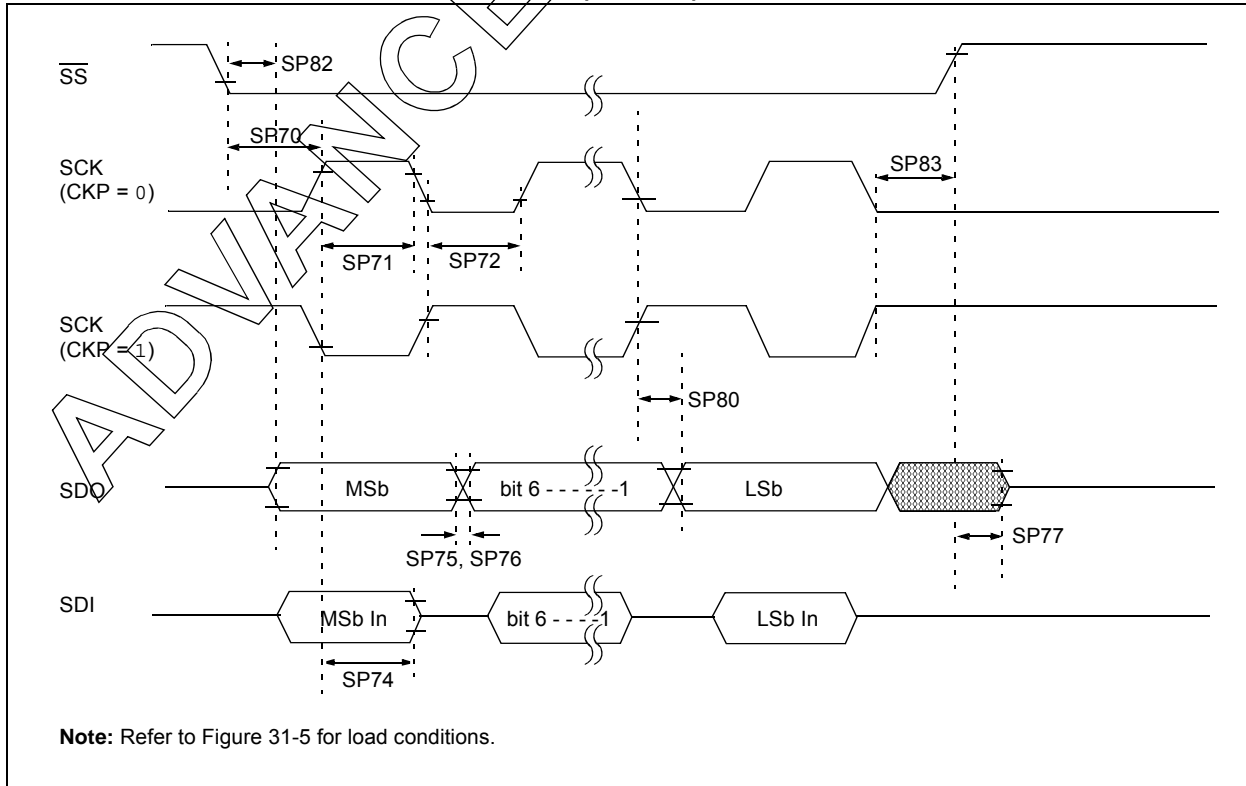 SS
SP82
SP70
SCK
(CKP = 0)
SP83
SP71
SP72
SCK
(CKP = 1)
SP80
SDO
MSb
bit 6 - - - - - -1
LSb
SP75, SP76
SP77
SDI
MSb In
bit 6 - - - -1
LSb In
SP74
Note: Refer to Figure 31-5 for load conditions.